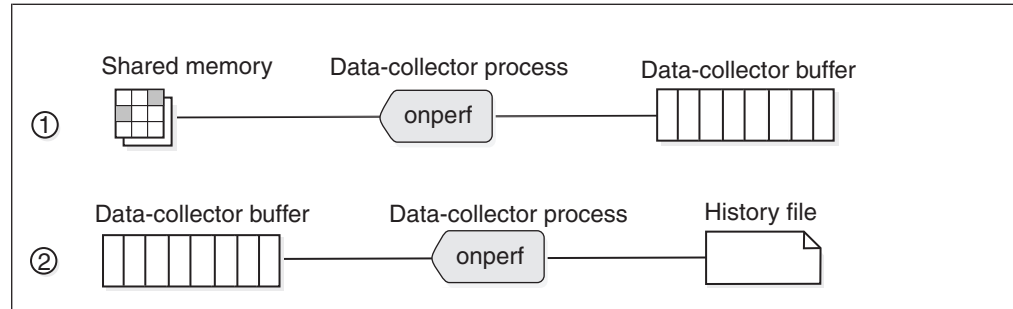 Shared memory Data-collector process Data-collector buffer
① onperf
Data-collector buffer Data-collector process History file
② onperf